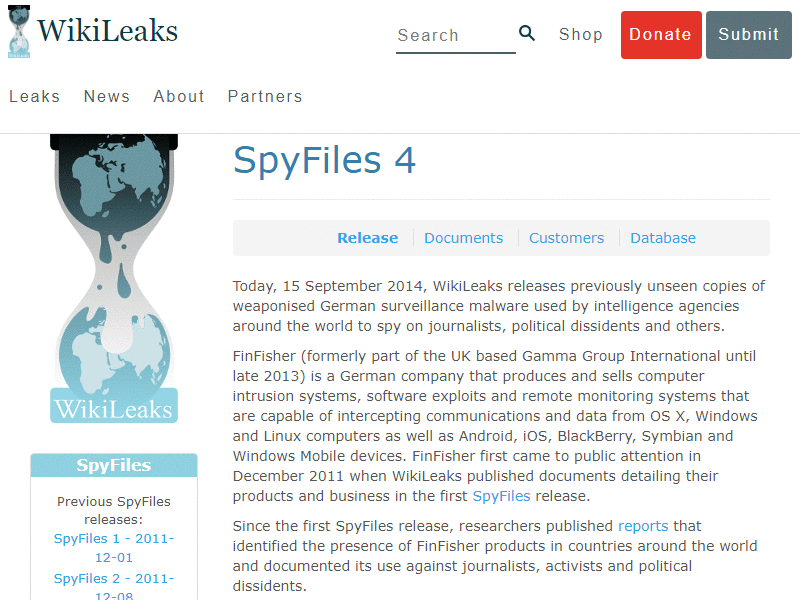 WikiLeaks
Search
Shop
Donate
Submit
Leaks News About Partners
WikiLeaks
SpyFiles
Previous SpyFiles
releases:
SpyFiles 1 - 2011-
12-01
SpyFiles 2 - 2011-
12-08
SpyFiles 4
Release Documents Customers Database
Today, 15 September 2014, WikiLeaks releases previously unseen copies of
weaponised German surveillance malware used by intelligence agencies
around the world to spy on journalists, political dissidents and others.
FinFisher (formerly part of the UK based Gamma Group International until
late 2013) is a German company that produces and sells computer
intrusion systems, software exploits and remote monitoring systems that
are capable of intercepting communications and data from OS X, Windows
and Linux computers as well as Android, iOS, BlackBerry, Symbian and
Windows Mobile devices. FinFisher first came to public attention in
December 2011 when WikiLeaks published documents detailing their
products and business in the first SpyFiles release.
Since the first SpyFiles release, researchers published reports that
identified the presence of FinFisher products in countries around the world
and documented its use against journalists, activists and political
dissidents.